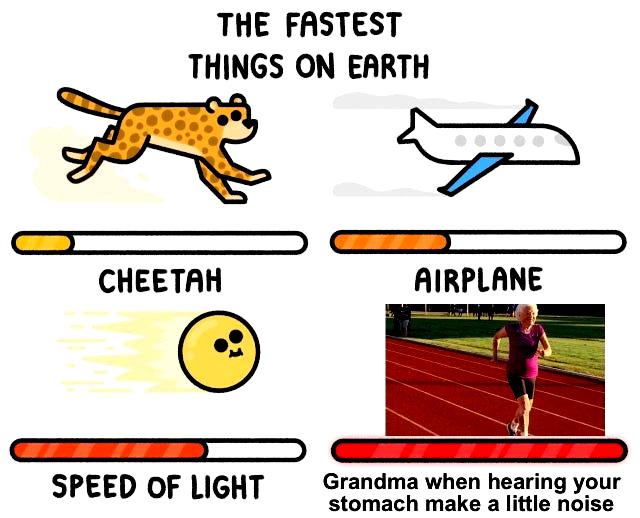 THE FASTEST
THINGS ON EARTH
CHEETAH
AIRPLANE
SPEED OF LIGHT
Grandma when hearing your
stomach make a little noise